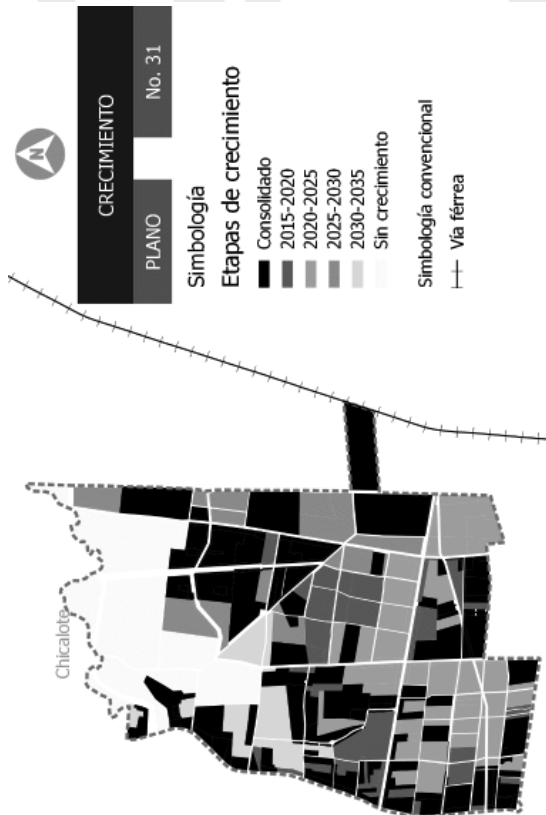 N
CRECIMIENTO
PLANO
No. 31
Simbología
Etapas de crecimiento
Consolidado
2015-2020
2020-2025
2025-2030
2030-2035
Sin crecimiento
Simbología convencional
Vía férrea
Chicalote